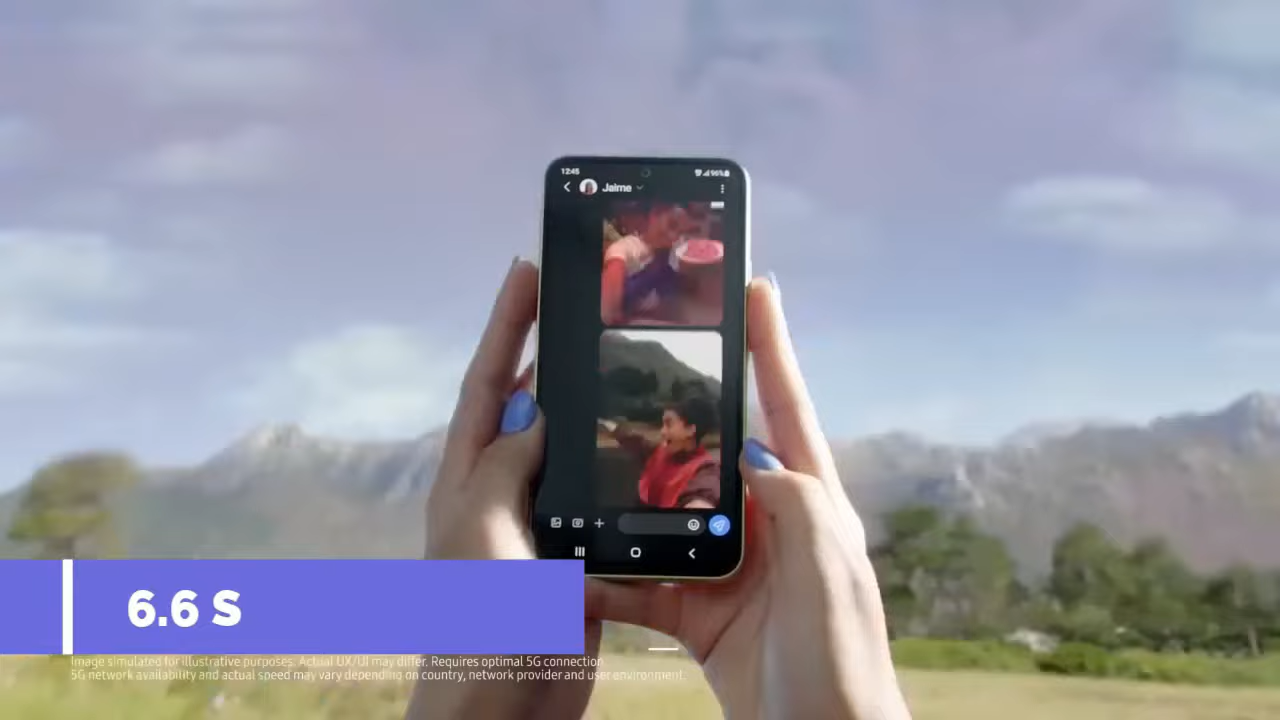 12:45
96%
Jaime
6.6 S
Image simulated for illustrative purposes. Actual UX/UI may differ. Requires optimal 5G connection
5G network availability and actual speed may vary depending on country, network provider and user environment.